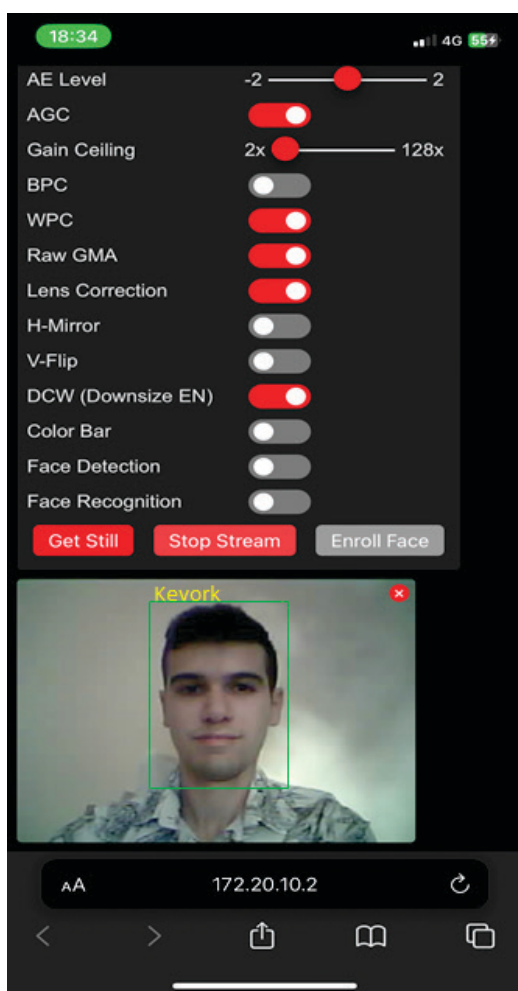 18:34 4G 55
AE Level -2 2
AGC
Gain Ceiling 2x 128x
BPC
WPC
Raw GMA
Lens Correction
H-Mirror
V-Flip
DCW (Downsize EN)
Color Bar
Face Detection
Face Recognition
Get Still Stop Stream Enroll Face
Kevork
AA 172.20.10.2